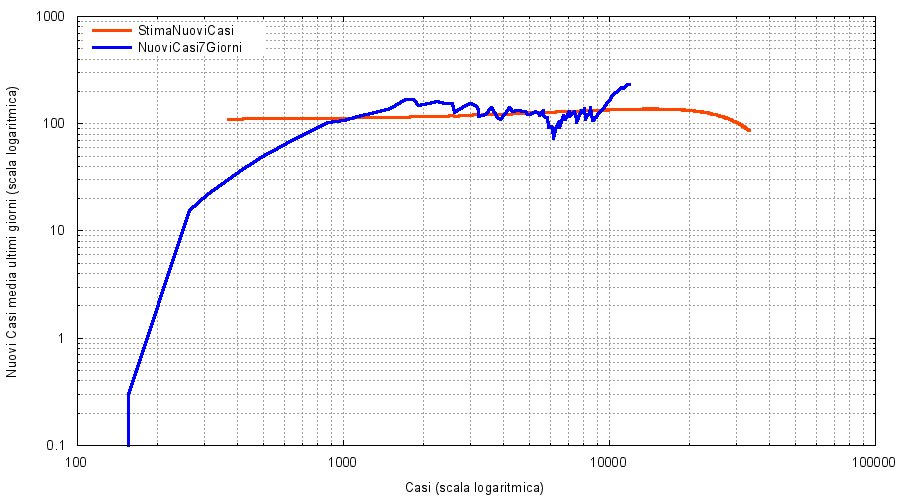 1000
StimaNuoviCasi
NuoviCasi7Giorni
100
10
1
0.1
Nuovi Casi media ultimi giorni (scala logaritmica)
100 1000 10000 100000
Casi (scala logaritmica)